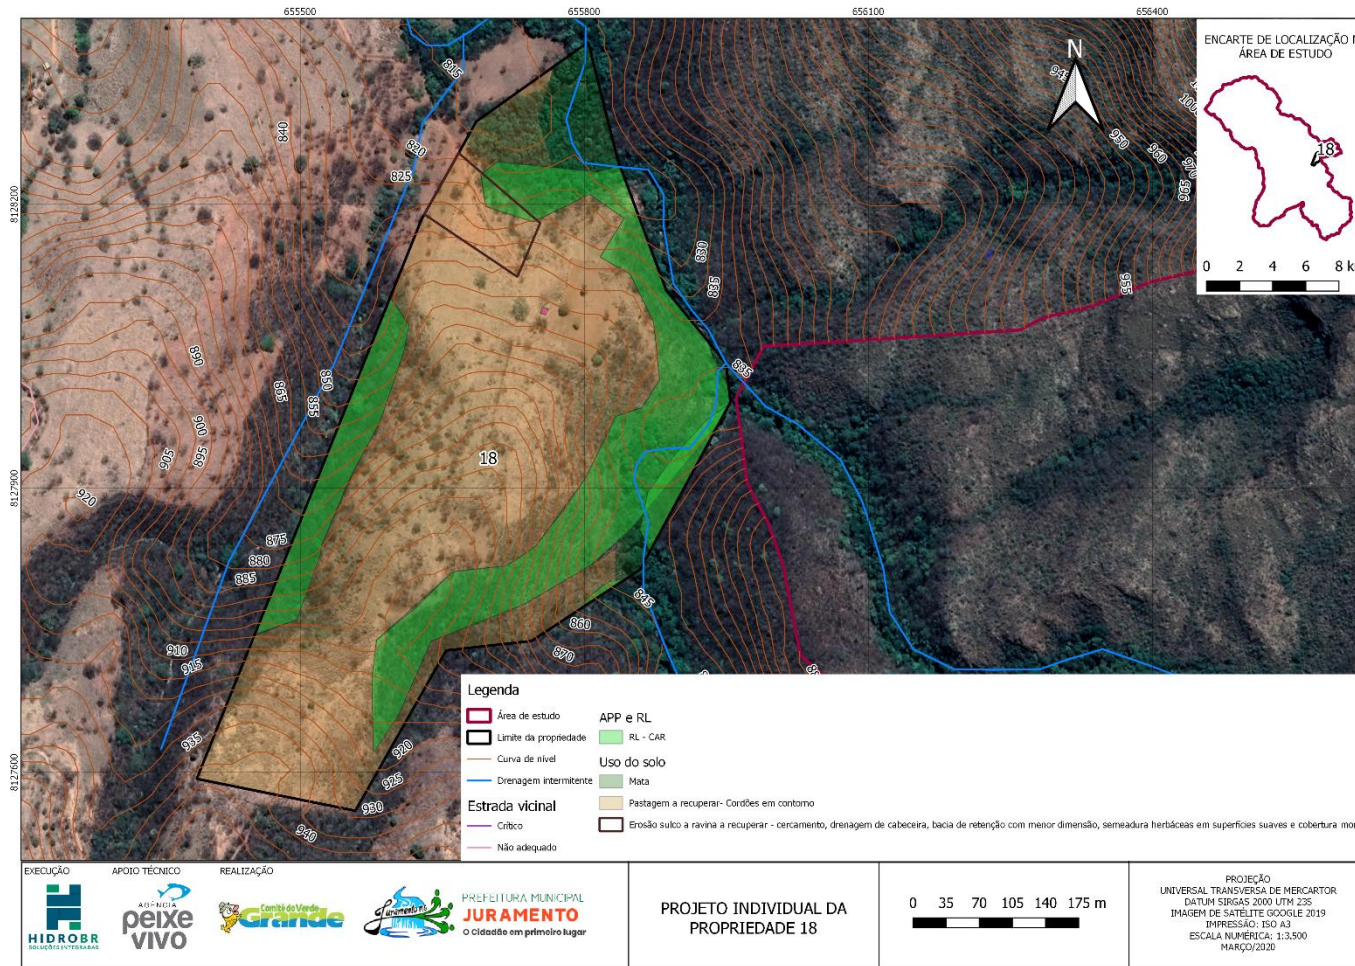 655500
655800
656100
656400
8128200
8127900
8127600
N
ENCARTE DE LOCALIZAÇÃO N
ÁREA DE ESTUDO
18
0 2 4 6 8 k
815
820
825
840
830
835
835
850
855
865
890
900
895
905
920
875
880
885
910
915
935
940
930
925
920
870
860
845
950
960
970
965
955
18
Legenda
Área de estudo
Limite da propriedade
Curva de nível
Drenagem intermitente
Estrada vicinal
Crítico
Não adequado
APP e RL
RL - CAR
Uso do solo
Mata
Pastagem a recuperar- Cordões em contorno
Erosão sulco a ravina a recuperar - cercamento, drenagem de cabeceira, bacia de retenção com menor dimensão, semeadura herbáceas em superfícies suaves e cobertura mor
EXECUÇÃO
HIDROBR
SOLUÇÕES INTEGRADAS
APOIO TÉCNICO
AGÊNCIA
peixe
vivo
REALIZAÇÃO
Comitê do Verde
Grande
PREFEITURA MUNICIPAL
JURAMENTO
O Cidadão em primeiro lugar
PROJETO INDIVIDUAL DA
PROPRIEDADE 18
0 35 70 105 140 175 m
PROJEÇÃO
UNIVERSAL TRANSVERSA DE MERCARTOR
DATUM SIRGAS 2000 UTM 23S
IMAGEM DE SATÉLITE GOOGLE 2019
IMPRESSÃO: ISO A3
ESCALA NUMÉRICA: 1:3.500
MARÇO/2020